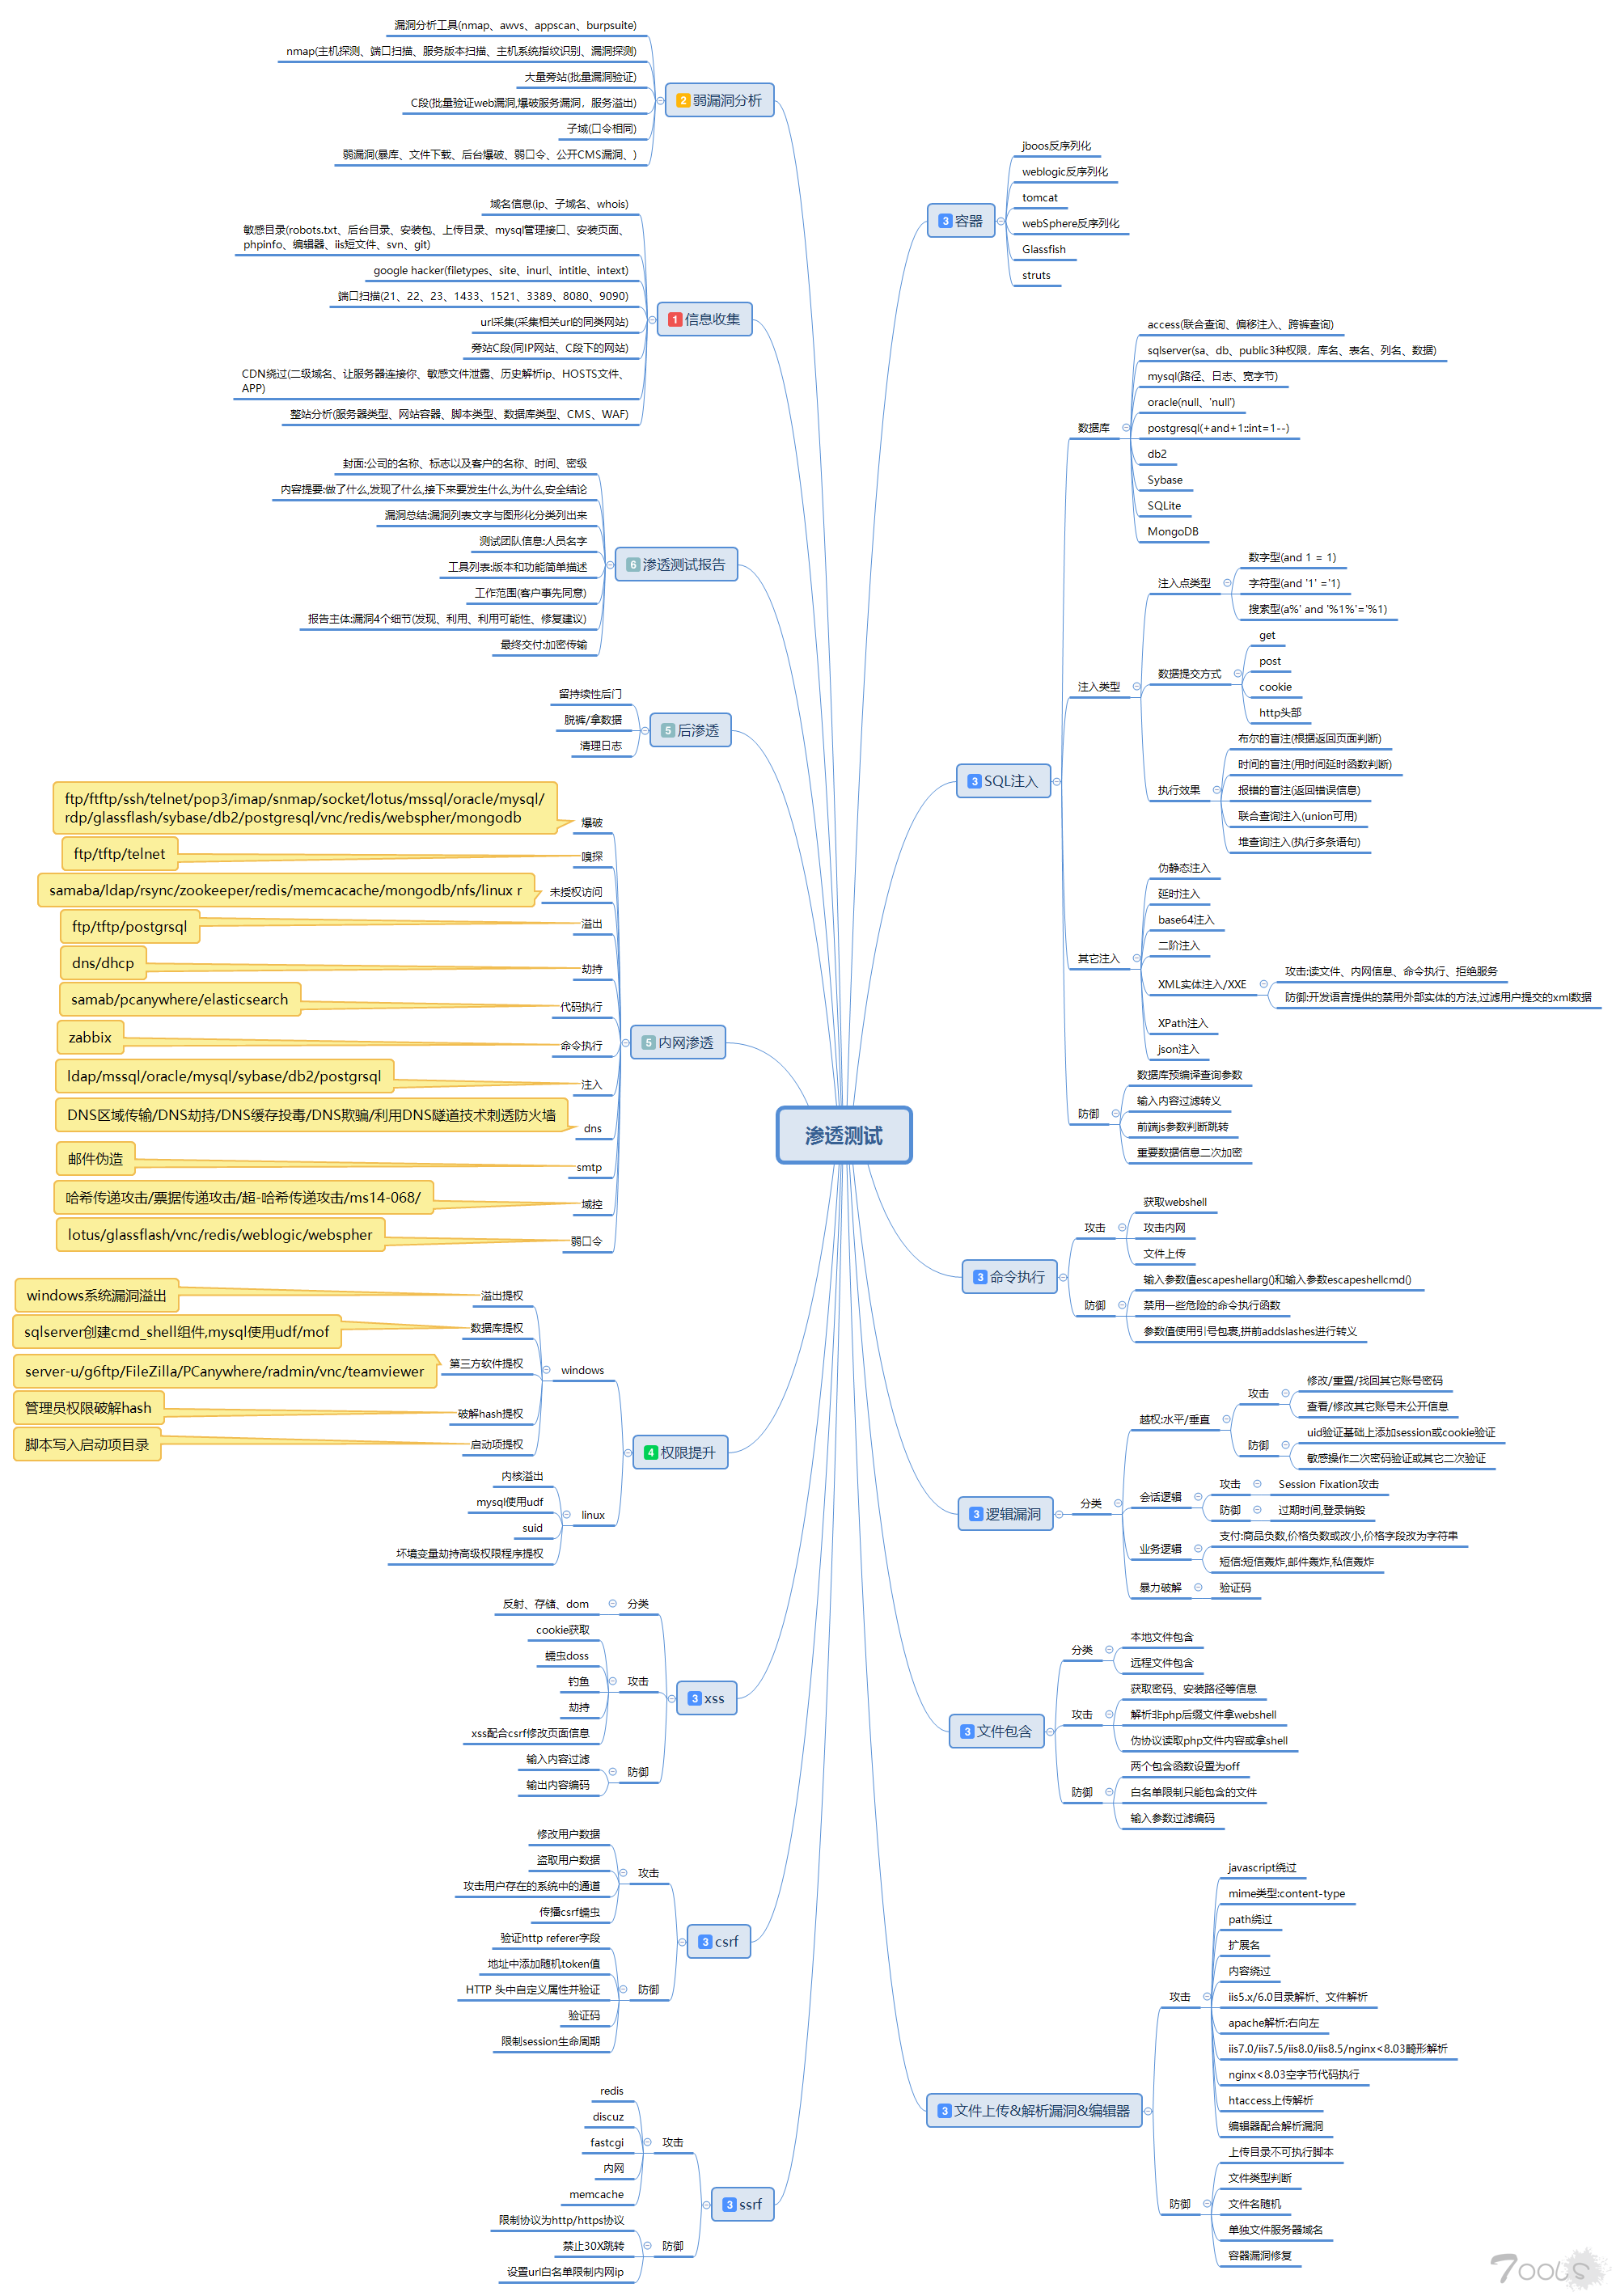 渗透测试
漏洞分析工具(nmap、awvs、appscan、burpsuite)
nmap(主机探测、端口扫描、服务版本扫描、主机系统指纹识别、漏洞探测)
大量旁站(批量漏洞验证)
C段(批量验证web漏洞,爆破服务漏洞，服务溢出)
子域(口令相同)
弱漏洞(暴库、文件下载、后台爆破、弱口令、公开CMS漏洞、)
2 弱漏洞分析
域名信息(ip、子域名、whois)
敏感目录(robots.txt、后台目录、安装包、上传目录、mysql管理接口、安装页面、
phpinfo、编辑器、iis短文件、svn、git)
google hacker(filetypes、site、inurl、intitle、intext)
端口扫描(21、22、23、1433、1521、3389、8080、9090)
url采集(采集相关url的同类网站)
旁站C段(同IP网站、C段下的网站)
CDN绕过(二级域名、让服务器连接你、敏感文件泄露、历史解析ip、HOSTS文件、
APP)
整站分析(服务器类型、网站容器、脚本类型、数据库类型、CMS、WAF)
1 信息收集
封面:公司的名称、标志以及客户的名称、时间、密级
内容提要:做了什么,发现了什么,接下来要发生什么,为什么,安全结论
漏洞总结:漏洞列表文字与图形化分类列出来
测试团队信息:人员名字
工具列表:版本和功能简单描述
工作范围(客户事先同意)
报告主体:漏洞4个细节(发现、利用、利用可能性、修复建议)
最终交付:加密传输
6 渗透测试报告
留持续性后门
脱裤/拿数据
清理日志
5 后渗透
ftp/ftftp/ssh/telnet/pop3/imap/snmap/socket/lotus/mssql/oracle/mysql/
rdp/glassflash/sybase/db2/postgresql/vnc/redis/webspher/mongodb
爆破
ftp/tftp/telnet
嗅探
samaba/ldap/rsync/zookeeper/redis/memcacache/mongodb/nfs/linux r
未授权访问
ftp/tftp/postgrsql
溢出
dns/dhcp
劫持
samab/pcanywhere/elasticsearch
代码执行
zabbix
命令执行
ldap/mssql/oracle/mysql/sybase/db2/postgrsql
注入
DNS区域传输/DNS劫持/DNS缓存投毒/DNS欺骗/利用DNS隧道技术刺透防火墙
dns
邮件伪造
smtp
哈希传递攻击/票据传递攻击/超-哈希传递攻击/ms14-068/
域控
lotus/glassflash/vnc/redis/weblogic/webspher
弱口令
5 内网渗透
windows系统漏洞溢出
溢出提权
sqlserver创建cmd_shell组件,mysql使用udf/mof
数据库提权
server-u/g6ftp/FileZilla/PCanywhere/radmin/vnc/teamviewer
第三方软件提权
管理员权限破解hash
破解hash提权
脚本写入启动项目录
启动项提权
windows
内核溢出
mysql使用udf
suid
坏境变量劫持高级权限程序提权
linux
4 权限提升
反射、存储、dom
分类
cookie获取
蠕虫doss
钓鱼
劫持
xss配合csrf修改页面信息
攻击
输入内容过滤
输出内容编码
防御
3 xss
修改用户数据
盗取用户数据
攻击用户存在的系统中的通道
传播csrf蠕虫
攻击
验证http referer字段
地址中添加随机token值
HTTP 头中自定义属性并验证
验证码
限制session生命周期
防御
3 csrf
redis
discuz
fastcgi
内网
memcache
攻击
限制协议为http/https协议
禁止30X跳转
设置url白名单限制内网ip
防御
3 ssrf
3 容器
jboos反序列化
weblogic反序列化
tomcat
webSphere反序列化
Glassfish
struts
3 SQL注入
数据库
access(联合查询、偏移注入、跨裤查询)
sqlserver(sa、db、public3种权限，库名、表名、列名、数据)
mysql(路径、日志、宽字节)
oracle(null、'null')
postgresql(+and+1::int=1--)
db2
Sybase
SQLite
MongoDB
注入类型
注入点类型
数字型(and 1 = 1)
字符型(and '1' ='1)
搜索型(a%' and '%1%'='%1)
数据提交方式
get
post
cookie
http头部
执行效果
布尔的盲注(根据返回页面判断)
时间的盲注(用时间延时函数判断)
报错的盲注(返回错误信息)
联合查询注入(union可用)
堆查询注入(执行多条语句)
其它注入
伪静态注入
延时注入
base64注入
二阶注入
XML实体注入/XXE
攻击:读文件、内网信息、命令执行、拒绝服务
防御:开发语言提供的禁用外部实体的方法,过滤用户提交的xml数据
XPath注入
json注入
防御
数据库预编译查询参数
输入内容过滤转义
前端js参数判断跳转
重要数据信息二次加密
3 命令执行
攻击
获取webshell
攻击内网
文件上传
防御
输入参数值escapeshellarg()和输入参数escapeshellcmd()
禁用一些危险的命令执行函数
参数值使用引号包裹,拼前addslashes进行转义
3 逻辑漏洞
分类
越权:水平/垂直
攻击
修改/重置/找回其它账号密码
查看/修改其它账号未公开信息
防御
uid验证基础上添加session或cookie验证
敏感操作二次密码验证或其它二次验证
会话逻辑
攻击
Session Fixation攻击
防御
过期时间,登录销毁
业务逻辑
支付:商品负数,价格负数或改小,价格字段改为字符串
短信:短信轰炸,邮件轰炸,私信轰炸
暴力破解
验证码
3 文件包含
分类
本地文件包含
远程文件包含
攻击
获取密码、安装路径等信息
解析非php后缀文件拿webshell
伪协议读取php文件内容或拿shell
防御
两个包含函数设置为off
白名单限制只能包含的文件
输入参数过滤编码
3 文件上传&解析漏洞&编辑器
攻击
javascript绕过
mime类型:content-type
path绕过
扩展名
内容绕过
iis5.x/6.0目录解析、文件解析
apache解析:右向左
iis7.0/iis7.5/iis8.0/iis8.5/nginx<8.03畸形解析
nginx<8.03空字节代码执行
htaccess上传解析
编辑器配合解析漏洞
防御
上传目录不可执行脚本
文件类型判断
文件名随机
单独文件服务器域名
容器漏洞修复
TOOLS